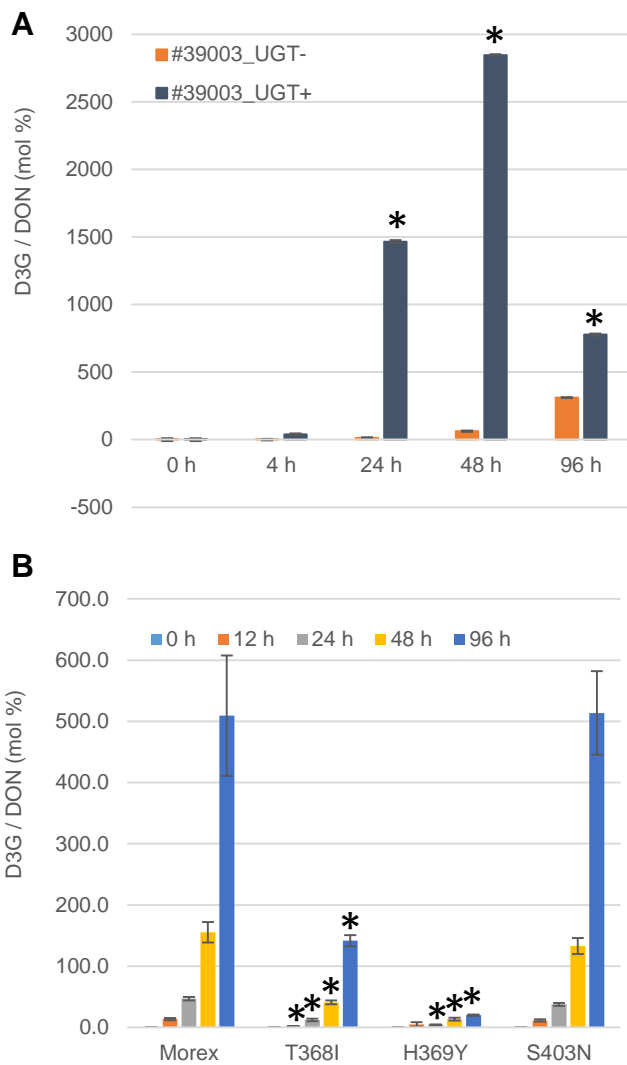 A
3000
#39003_UGT-
2500
#39003_UGT+
2000
1500
1000
500
0
-500
D3G / DON (mol %)
* * *
0 h 4 h 24 h 48 h 96 h
B
700.0
0 h 12 h 24 h 48 h 96 h
600.0
500.0
400.0
300.0
200.0
100.0
0.0
D3G / DON (mol %)
* * * *
* * *
Morex T368I H369Y S403N